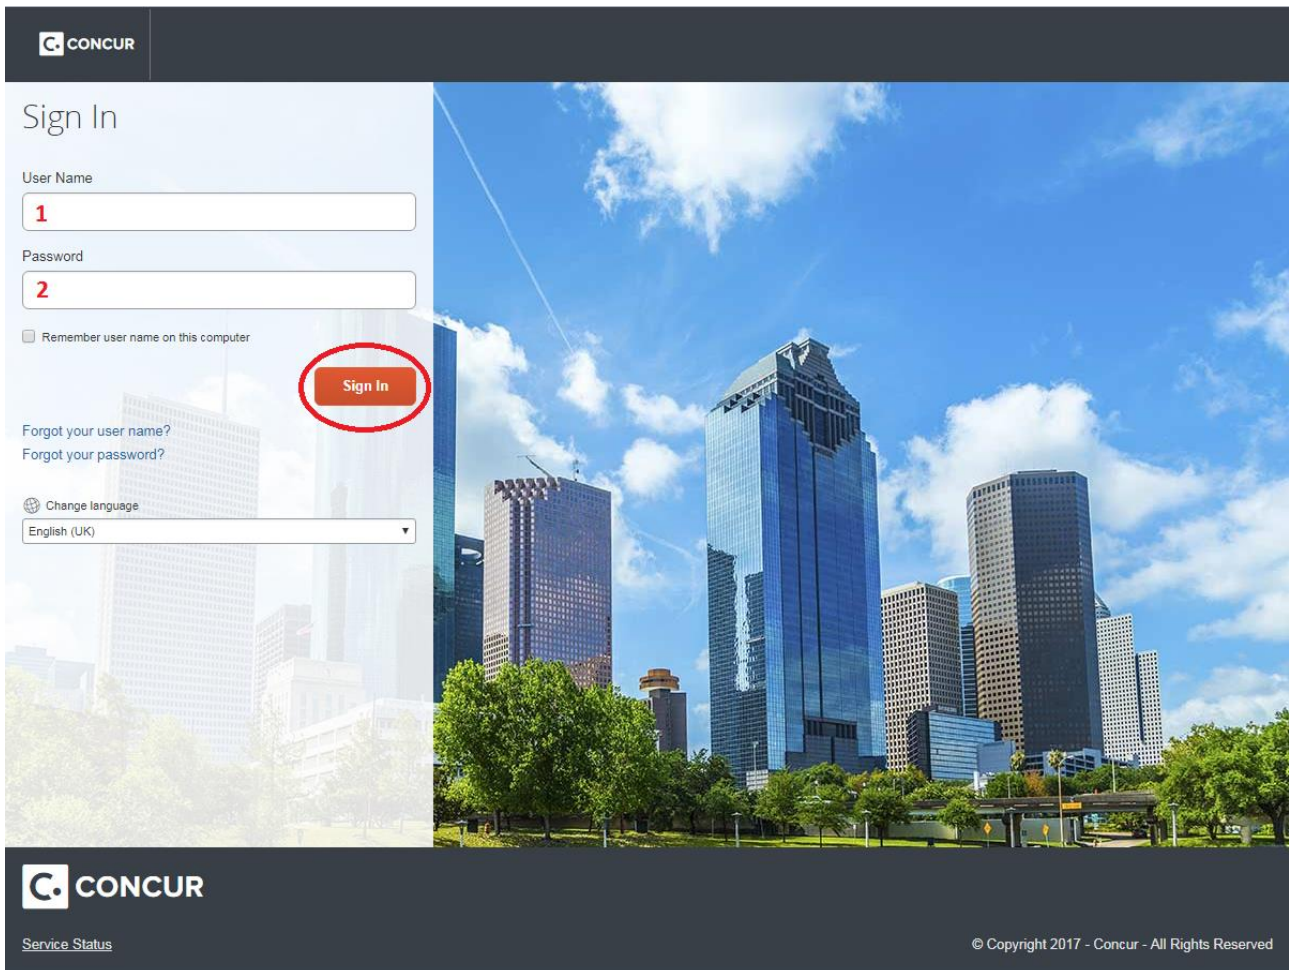 C. CONCUR
Sign In
User Name
1
Password
2
Remember user name on this computer
Sign In
Forgot your user name?
Forgot your password?
Change language
English (UK)
C. CONCUR
Service Status
© Copyright 2017 - Concur - All Rights Reserved